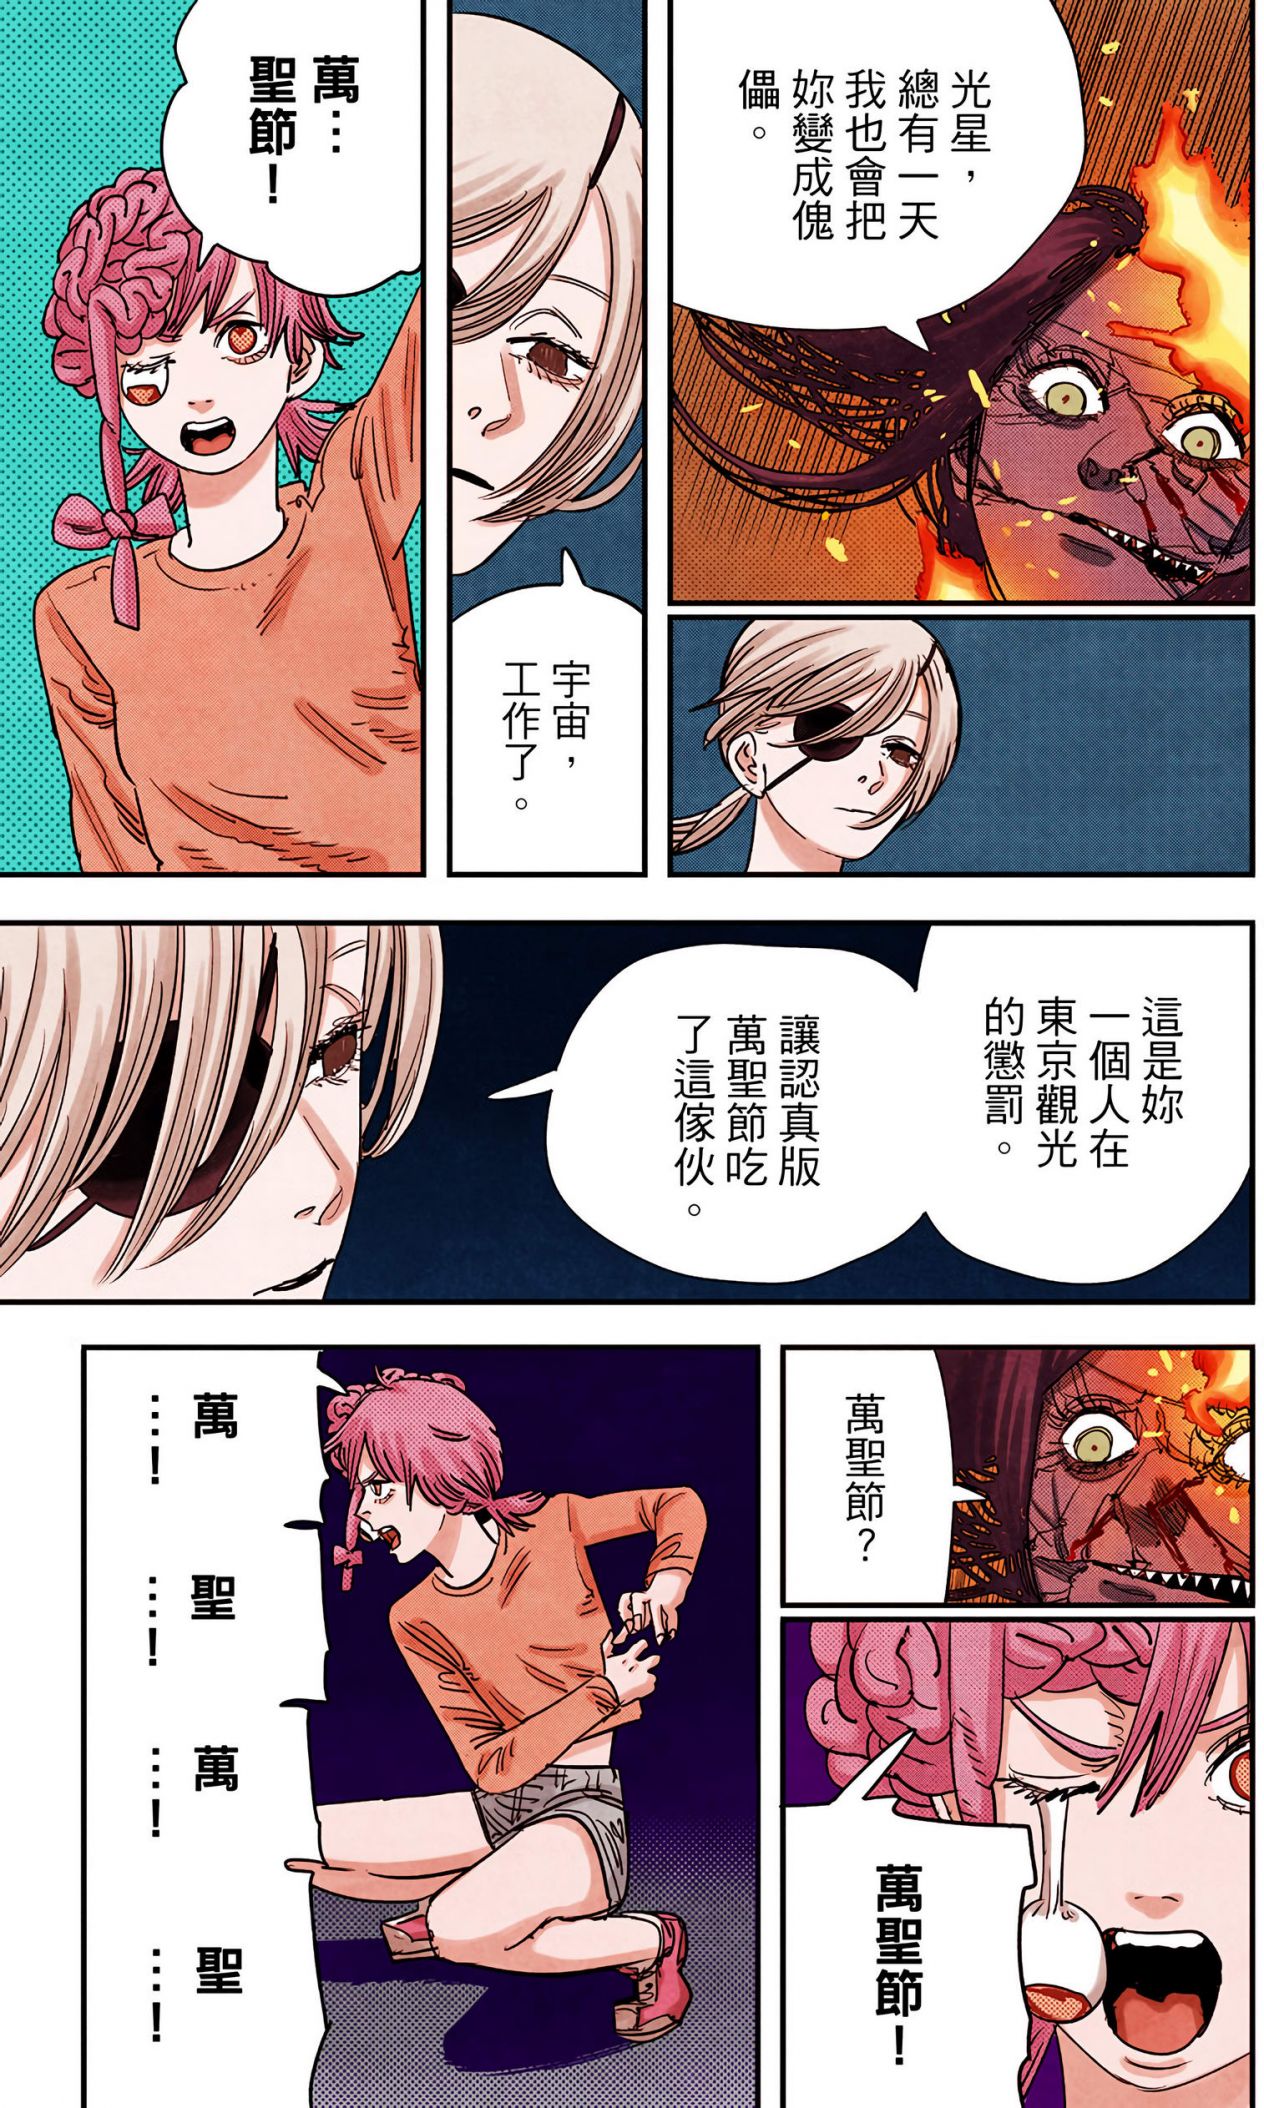 光星，
總有一天
我也會把
妳變成傀
儡。
宇宙，
工作了。
萬…
聖節！
這是妳
一個人在
東京觀光
的懲罰。
讓認真版
萬聖節吃
了這傢伙。
萬聖節？
萬聖節！
萬
……！
聖
……！
萬
……！
聖
……！